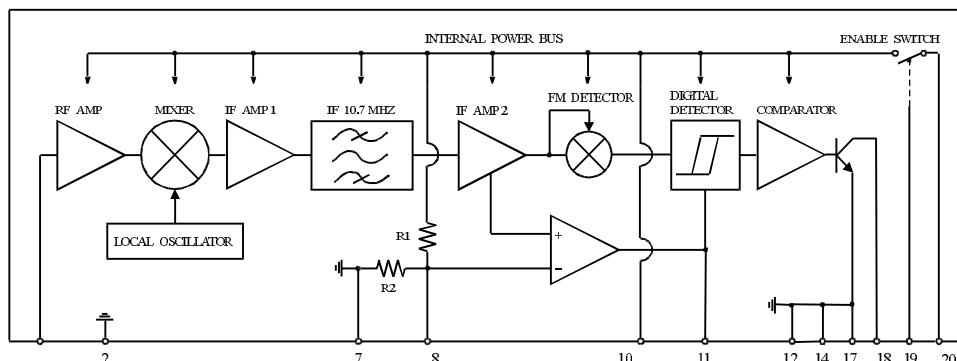 INTERNAL POWER BUS
ENABLE SWITCH
RF AMP
MIXER
IF AMP 1
IF 10.7 MHZ
IF AMP 2
FM DETECTOR
DIGITAL
DETECTOR
COMPARATOR
LOCAL OSCILLATOR
R1
R2
+
−
2
7
8
10
11
12
14
17
18
19
20